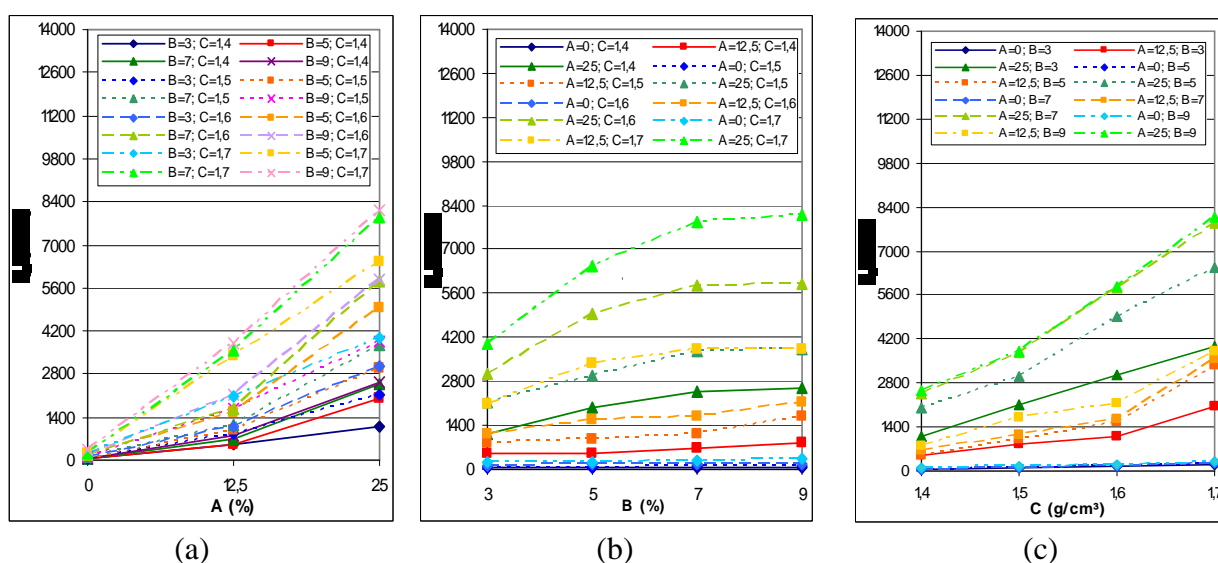 14000
12600
11200
9800
8400
7000
5600
4200
2800
1400
0
B=3; C=1,4 B=5; C=1,4
B=7; C=1,4 B=9; C=1,4
B=3; C=1,5 B=5; C=1,5
B=7; C=1,5 B=9; C=1,5
B=3; C=1,6 B=5; C=1,6
B=7; C=1,6 B=9; C=1,6
B=3; C=1,7 B=5; C=1,7
B=7; C=1,7 B=9; C=1,7
0 12,5 25
A (%)
(a)
14000
12600
11200
9800
8400
7000
5600
4200
2800
1400
0
A=0; C=1,4 A=12,5; C=1,4
A=25; C=1,4 A=0; C=1,5
A=12,5; C=1,5 A=25; C=1,5
A=0; C=1,6 A=12,5; C=1,6
A=25; C=1,6 A=0; C=1,7
A=12,5; C=1,7 A=25; C=1,7
3 5 7 9
B (%)
(b)
14000
12600
11200
9800
8400
7000
5600
4200
2800
1400
0
A=0; B=3 A=12,5; B=3
A=25; B=3 A=0; B=5
A=12,5; B=5 A=25; B=5
A=0; B=7 A=12,5; B=7
A=25; B=7 A=0; B=9
A=12,5; B=9 A=25; B=9
1,4 1,5 1,6 1,7
C (g/cm³)
(c)